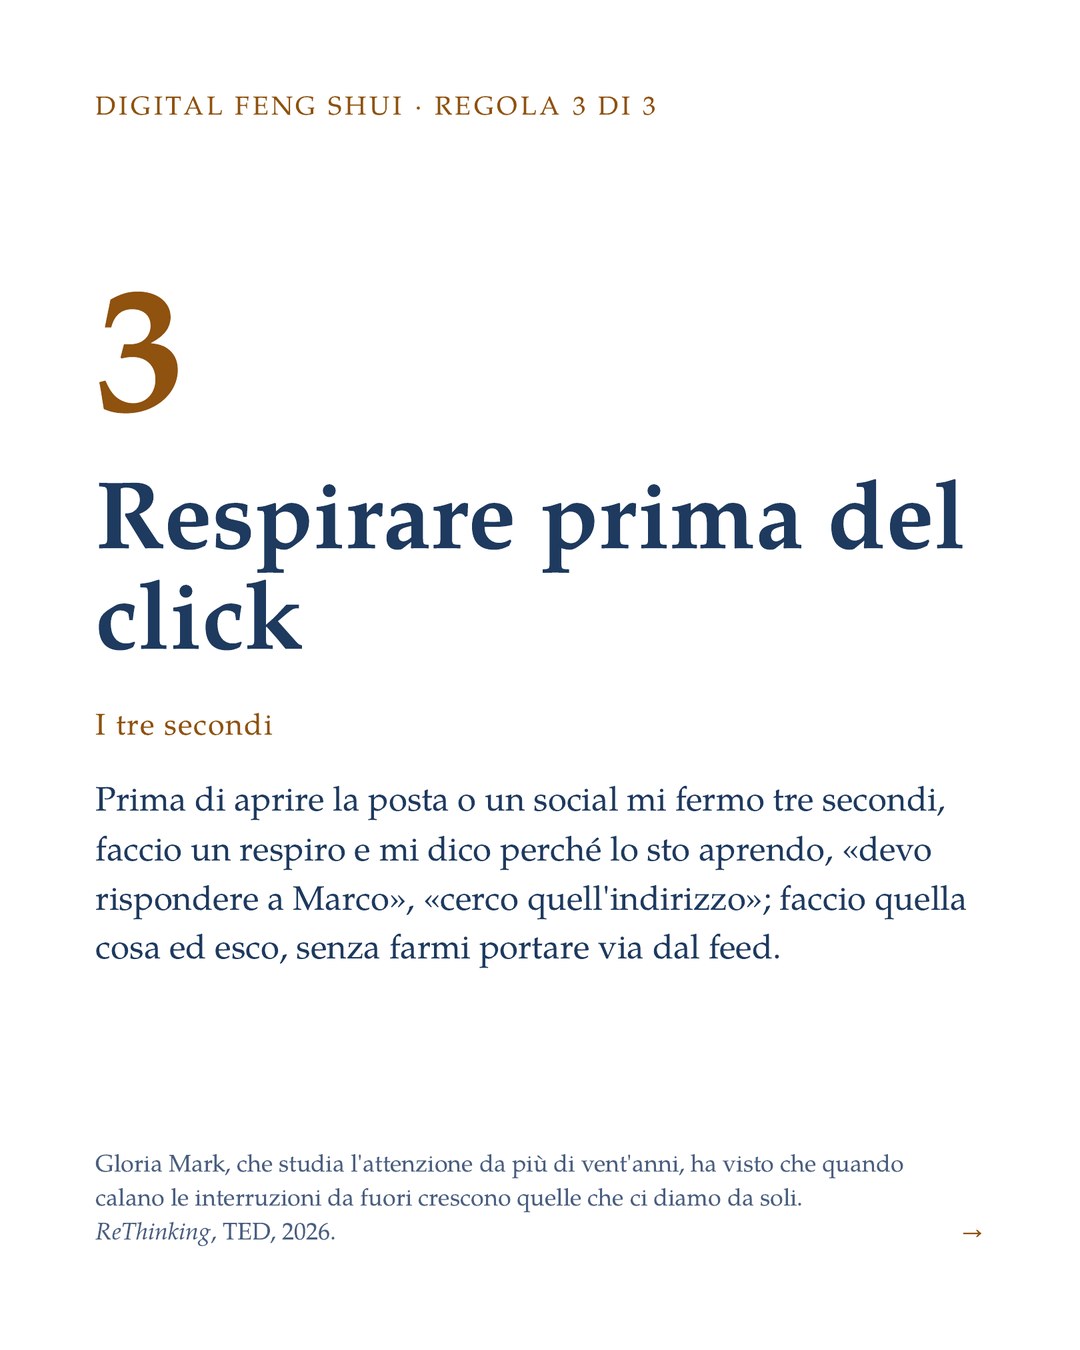 DIGITAL FENG SHUI · REGOLA 3 DI 3
3
Respirare prima del
click
I tre secondi
Prima di aprire la posta o un social mi fermo tre secondi,
faccio un respiro e mi dico perché lo sto aprendo, «devo
rispondere a Marco», «cerco quell'indirizzo»; faccio quella
cosa ed esco, senza farmi portare via dal feed.
Gloria Mark, che studia l'attenzione da più di vent'anni, ha visto che quando
calano le interruzioni da fuori crescono quelle che ci diamo da soli.
ReThinking, TED, 2026.
→